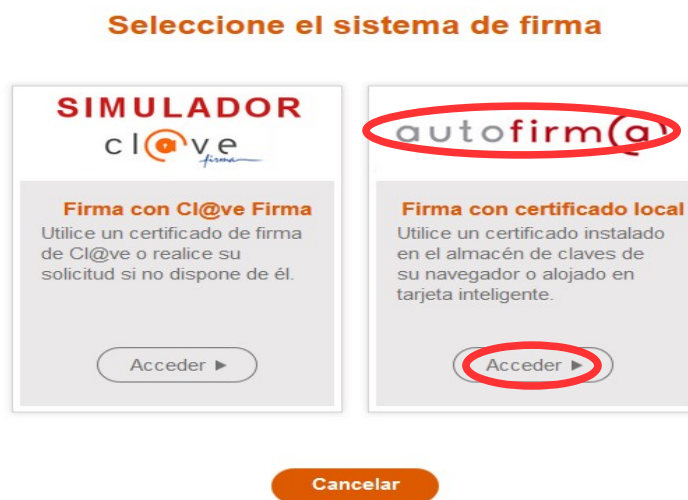 Seleccione el sistema de firma
SIMULADOR
cl@ve
firma
Firma con Cl@ve Firma
Utilice un certificado de firma
de Cl@ve o realice su
solicitud si no dispone de él.
Acceder ►
autofirm(a)
Firma con certificado local
Utilice un certificado instalado
en el almacén de claves de
su navegador o alojado en
tarjeta inteligente.
Acceder ►
Cancelar